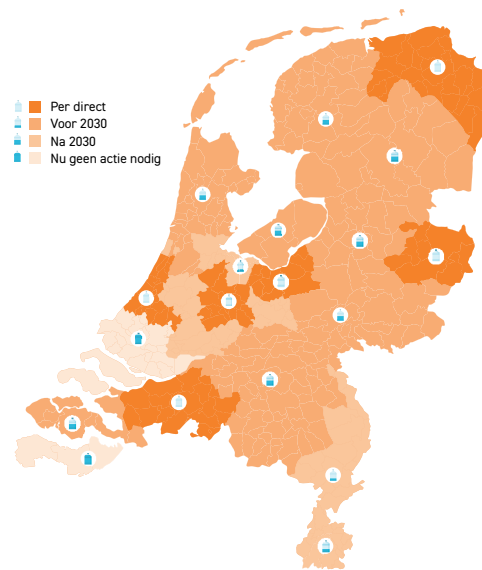 Per direct
Voor 2030
Na 2030
Nu geen actie nodig